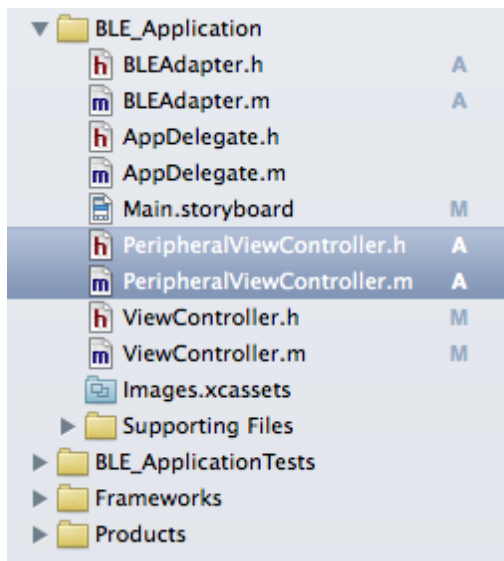 BLE_Application
h BLEAdapter.h A
m BLEAdapter.m A
h AppDelegate.h
m AppDelegate.m
Main.storyboard M
h PeripheralViewController.h A
m PeripheralViewController.m A
h ViewController.h M
m ViewController.m M
Images.xcassets
Supporting Files
BLE_ApplicationTests
Frameworks
Products